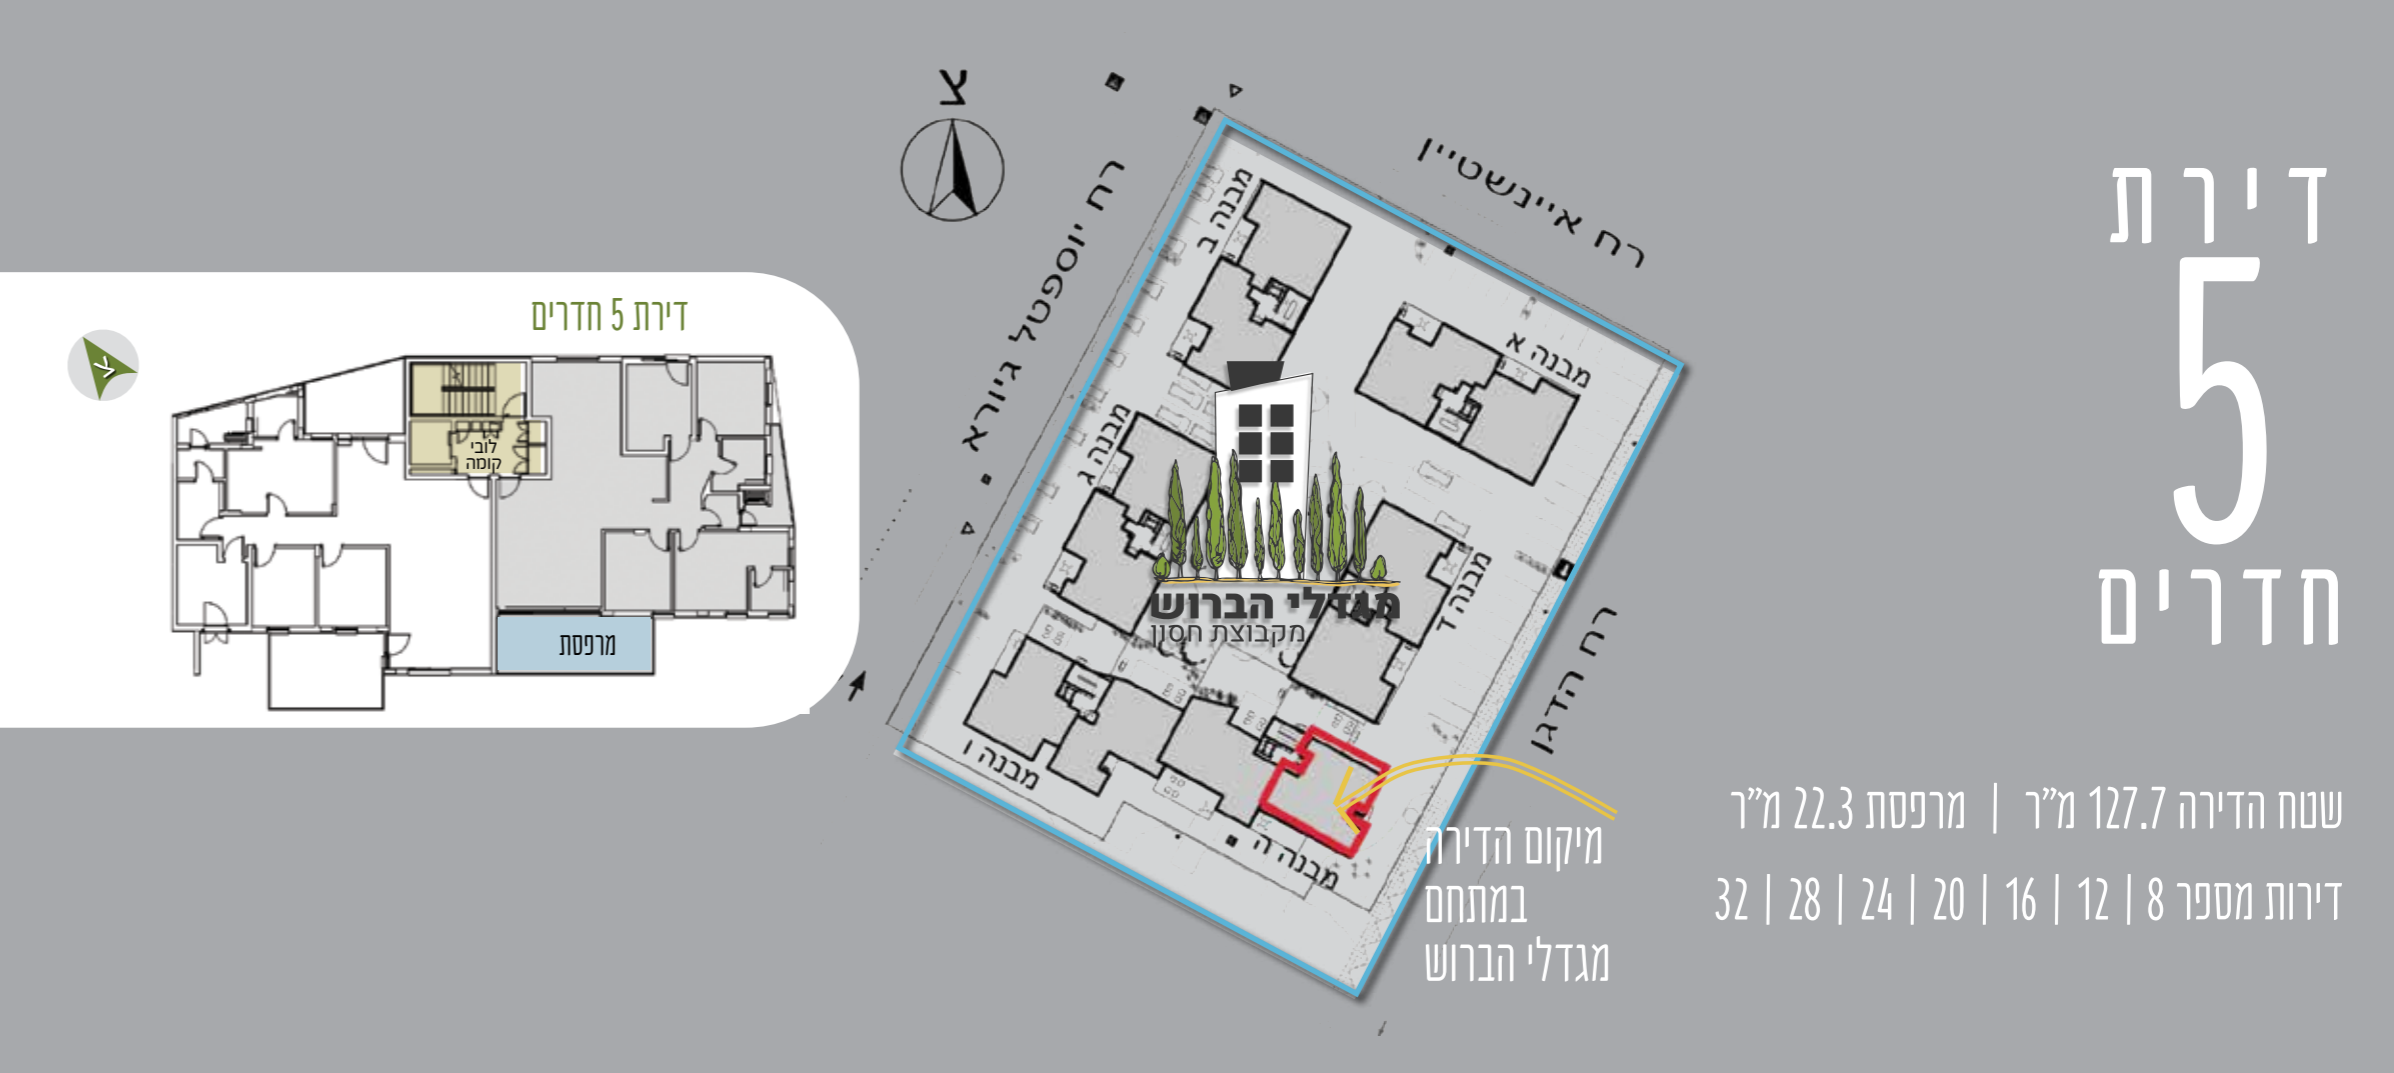 דירת
5
חדרים
שטח הדירה 127.7 מ"ר | מרפסת 22.3 מ"ר
דירות מספר 8 | 12 | 16 | 20 | 24 | 28 | 32
צ
רח איינשטיין
רח יוספטל גיורא
רח הדגן
מבנה ב
מבנה א
מבנה ג
מבנה ד
מבנה ו
מבנה ה
מגדלי הברוש
מקבוצת חסון
מיקום הדירה
במתחם
מגדלי הברוש
דירת 5 חדרים
צ
לובי
קומה
מרפסת